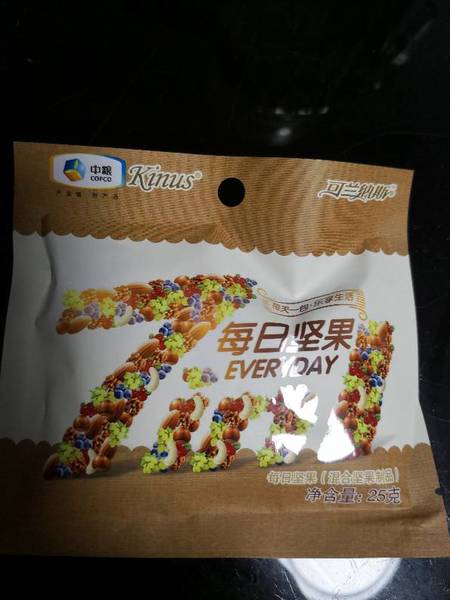 中粮
COFCO
Kinus®
可兰纳斯®
每天一包·乐享生活
7in1
每日坚果
EVERYDAY
每日坚果(混合坚果制品)
净含量:25克